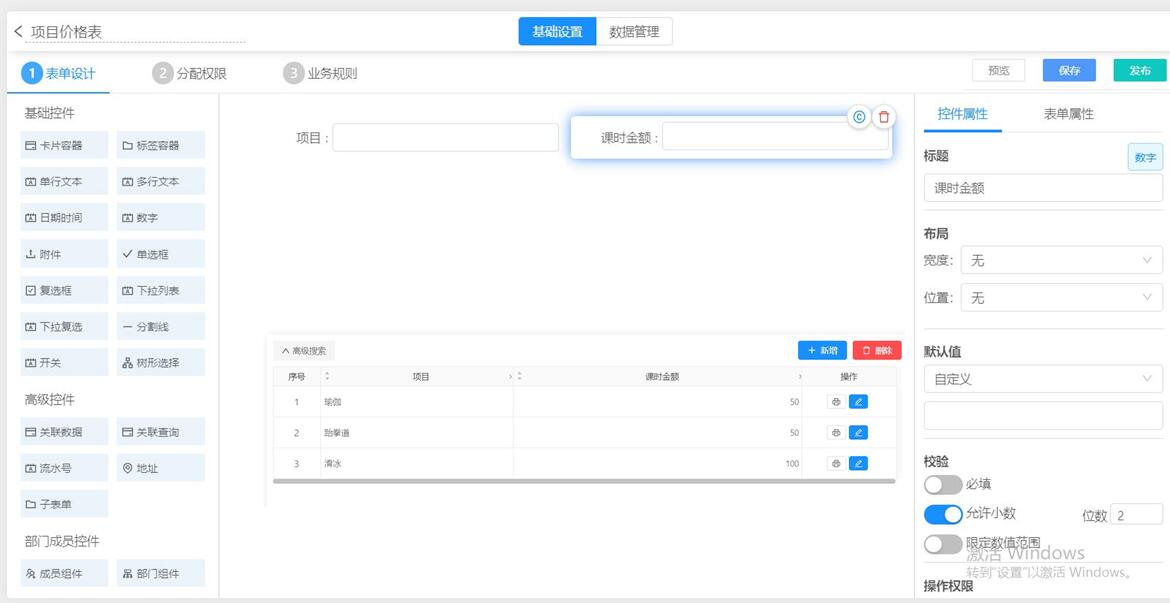 项目价格表
基础设置 数据管理
1 表单设计 2 分配权限 3 业务规则
预览 保存 发布
基础控件
卡片容器 标签容器
单行文本 多行文本
日期时间 数字
附件 单选框
复选框 下拉列表
下拉复选 分割线
开关 树形选择
高级控件
关联数据 关联查询
流水号 地址
子表单
部门成员控件
成员组件 部门组件
项目：
课时金额：
高级搜索 新增 删除
序号 项目 课时金额 操作
1 瑜伽 50
2 跆拳道 50
3 滑冰 100
控件属性 表单属性
标题 数字
课时金额
布局
宽度： 无
位置： 无
默认值
自定义
校验
必填
允许小数 位数 2
限定数值范围
激活 Windows
转到"设置"以激活 Windows。
操作权限